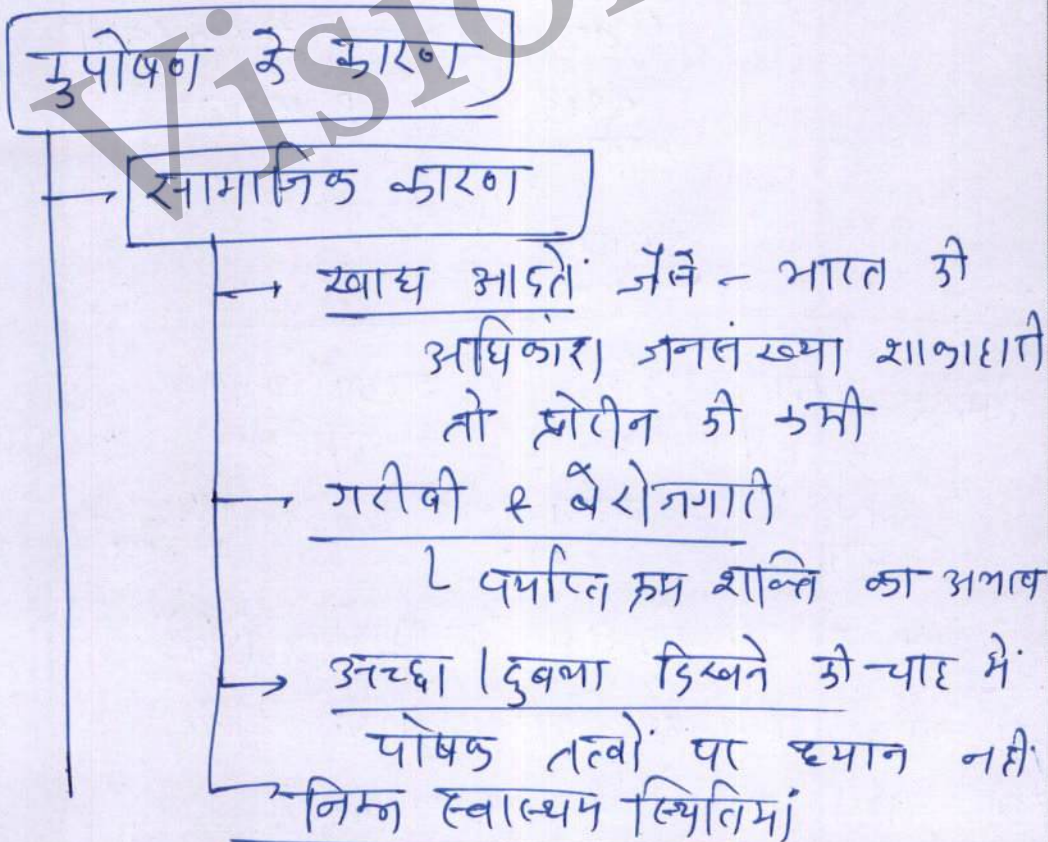 Vision
कुपोषण के कारण
→ सामाजिक कारण
→ खाद्य आदतें जैसे - भारत की
अधिकांश जनसंख्या शाकाहारी
तो प्रोटीन की कमी
→ गरीबी & बेरोजगारी
↳ पर्याप्त क्रय शक्ति का अभाव
→ अच्छा / दुबला दिखने की चाह में
पोषक तत्वों पर ध्यान नहीं
→ निम्न स्वास्थ्य स्थितियां